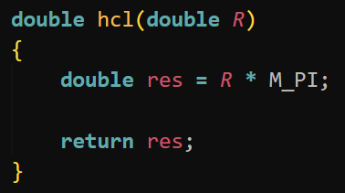 double hcl(double R)
{
    double res = R * M_PI;
    return res;
}